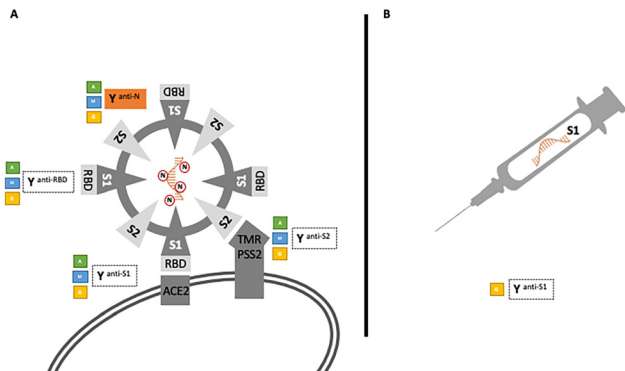 A
B
A
M
G
Y anti-N
RBD
S1
S2
S2
A
M
G
Y anti-RBD
RBD
S1
N
N
N
N
S1
RBD
S2
S2
S1
RBD
ACE2
TMR
PSS2
A
M
G
Y anti-S2
A
M
G
Y anti-S1
S1
G
Y anti-S1